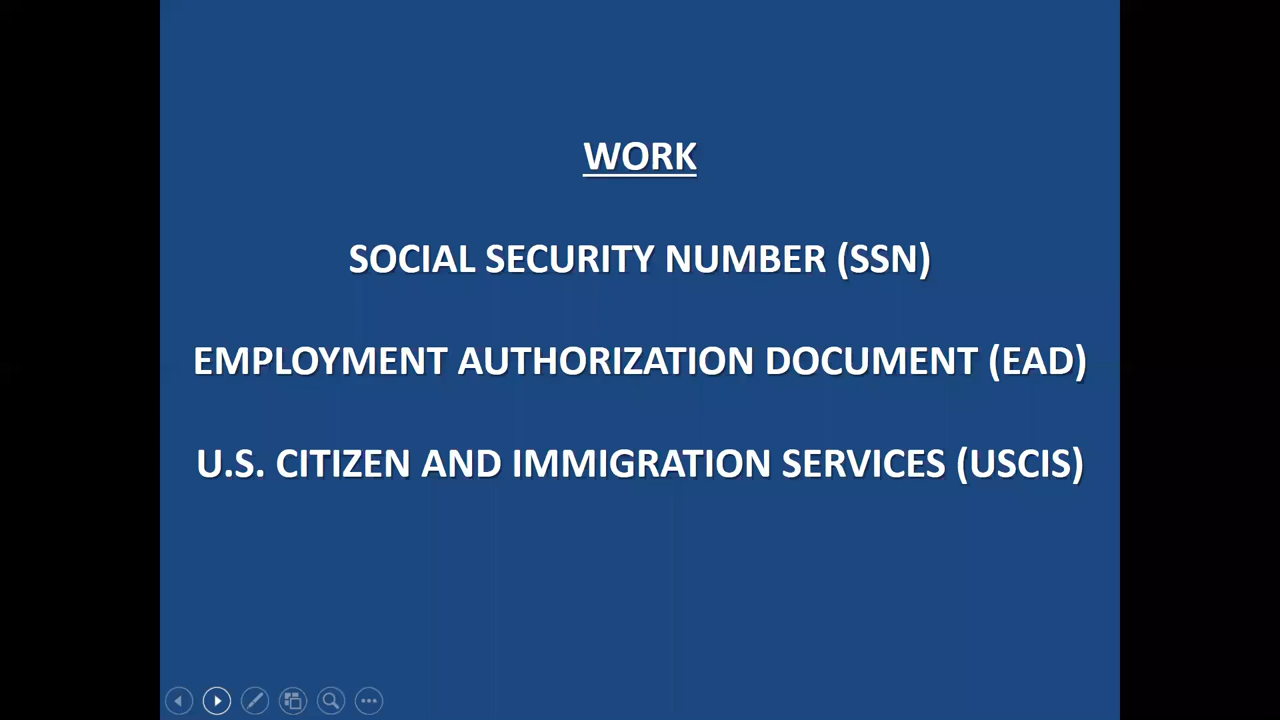 WORK
SOCIAL SECURITY NUMBER (SSN)
EMPLOYMENT AUTHORIZATION DOCUMENT (EAD)
U.S. CITIZEN AND IMMIGRATION SERVICES (USCIS)